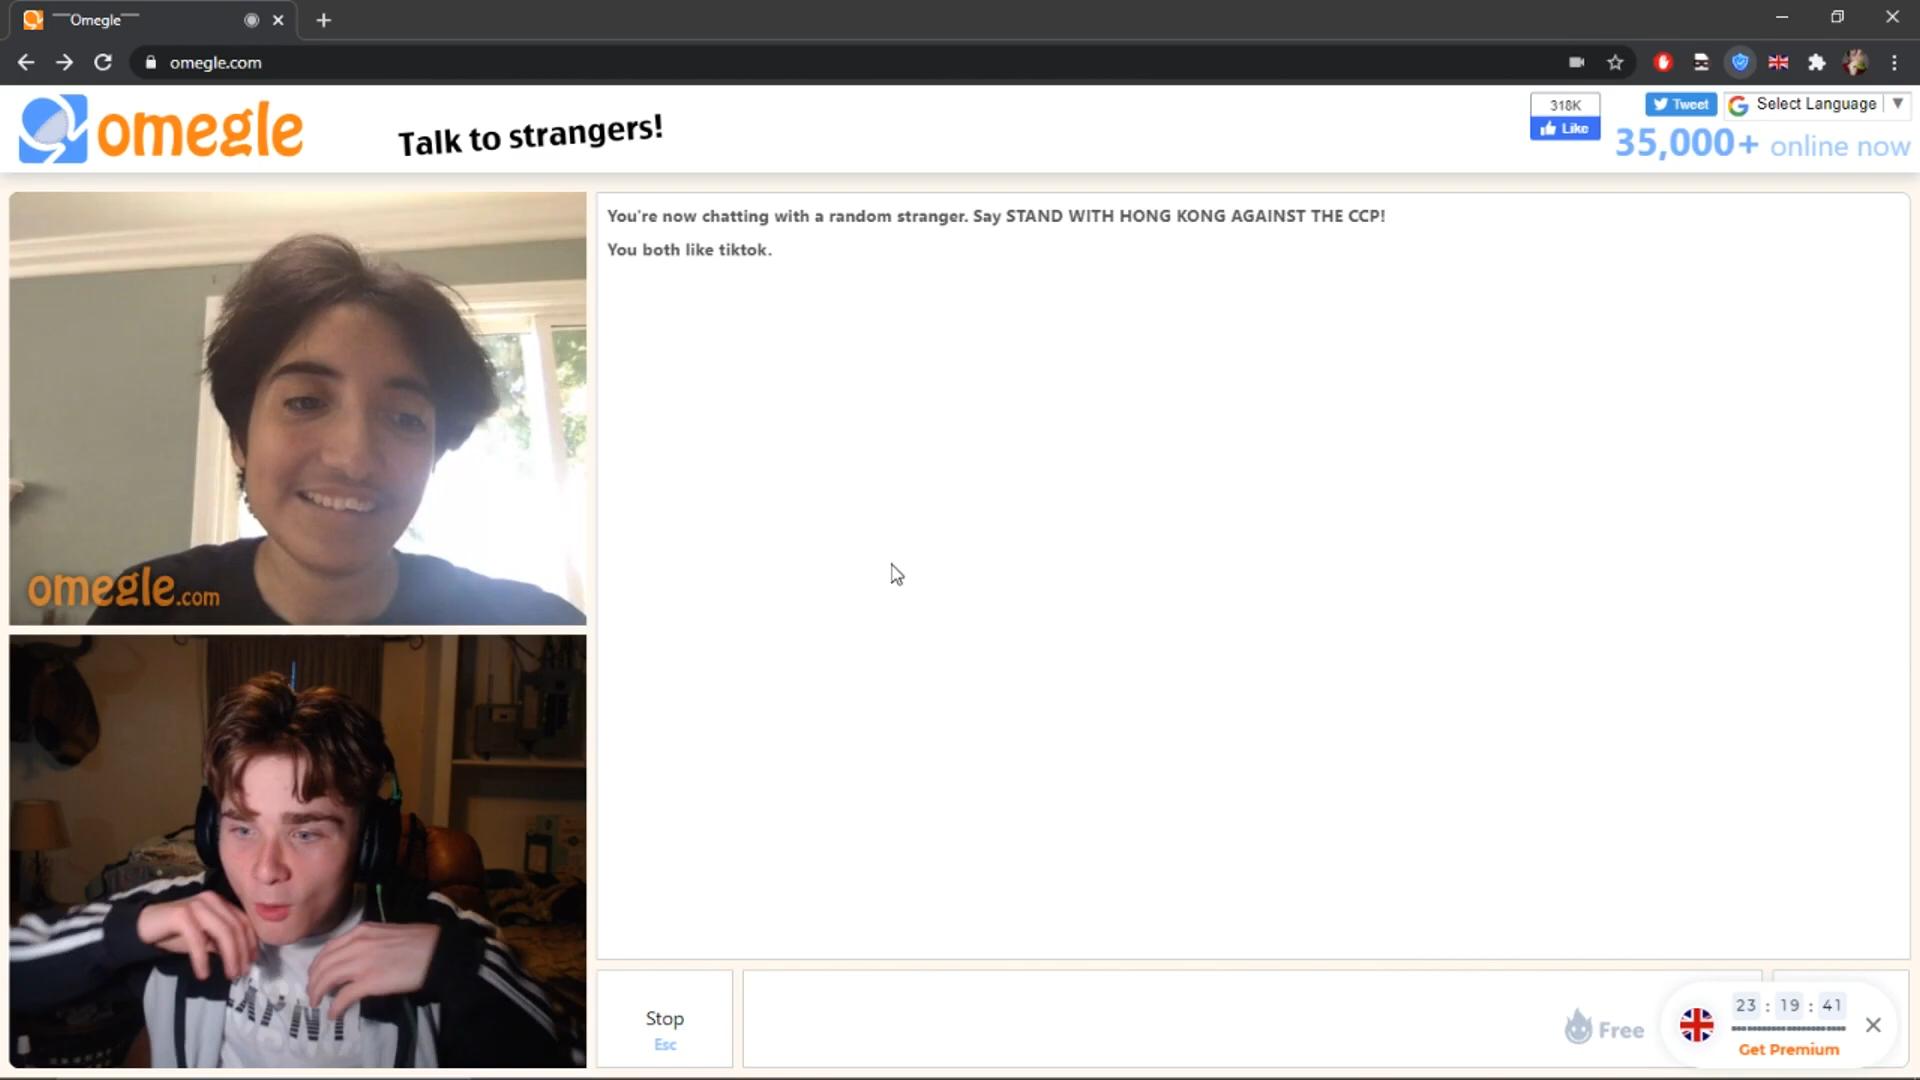 Omegle
omegle.com
omegle
Talk to strangers!
318K
Like
Tweet
Select Language
35,000+ online now
You're now chatting with a random stranger. Say STAND WITH HONG KONG AGAINST THE CCP!
You both like tiktok.
omegle.com
Stop
Esc
Free
23 : 19 : 41
Get Premium